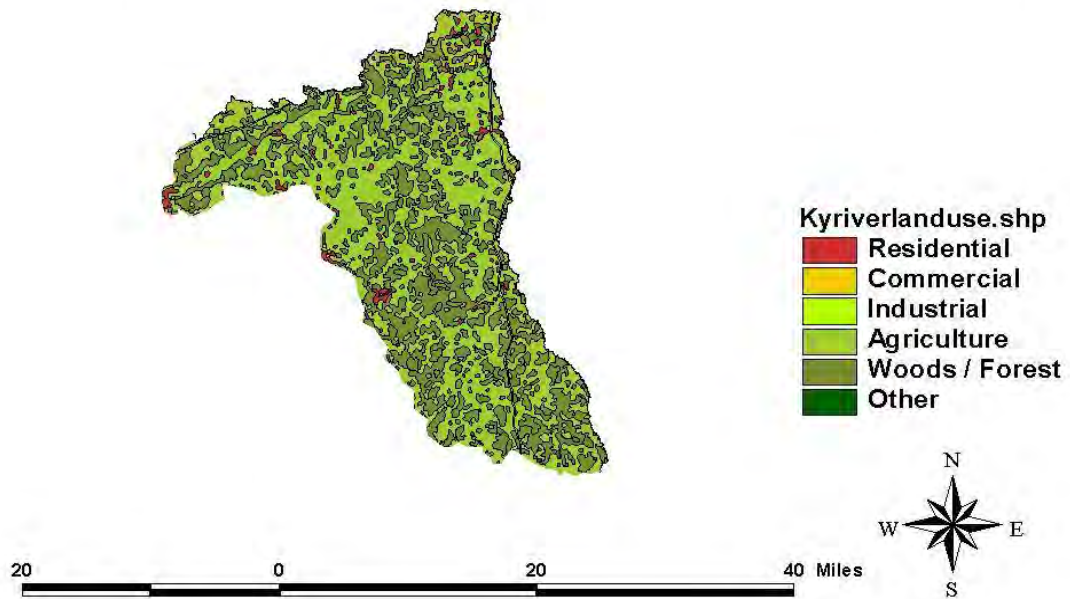 Kyriverlanduse.shp
Residential
Commercial
Industrial
Agriculture
Woods / Forest
Other
N
W E
S
20 0 20 40 Miles